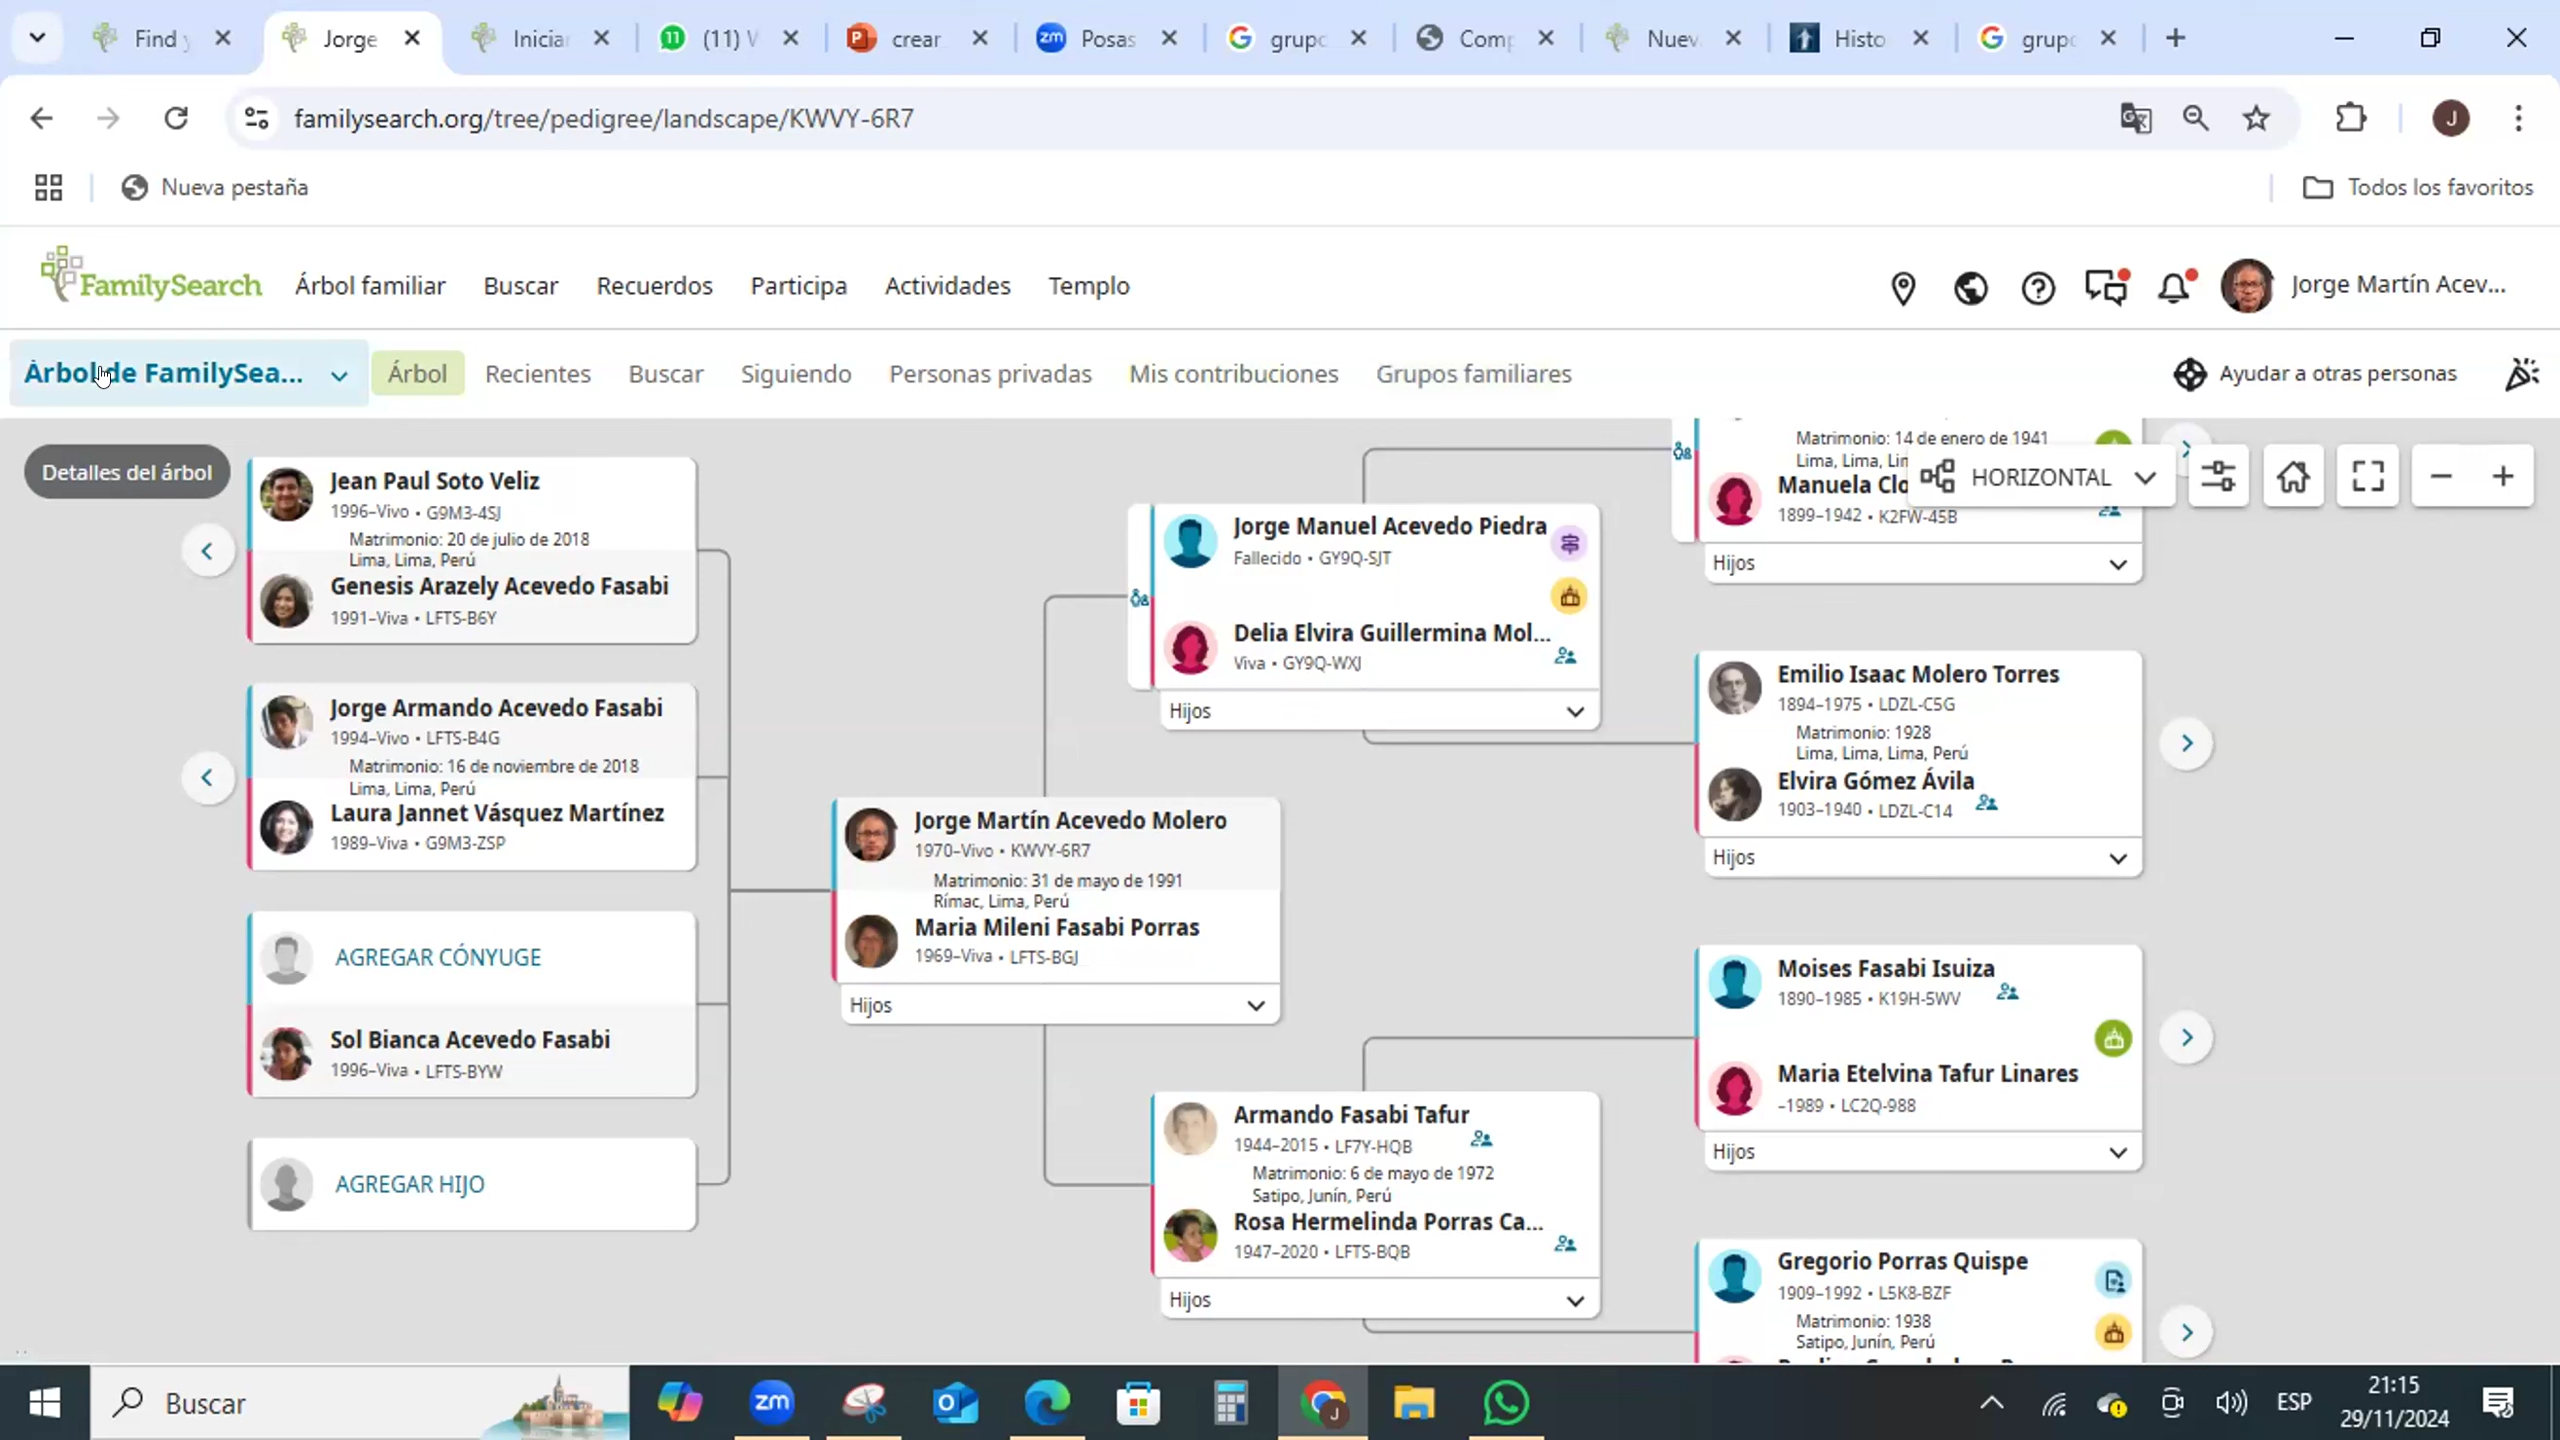 Find y
Jorge
Inicia
11
(11) V
crear
zm
Posas
grupo
Comp
Nuev
Histo
grup
familysearch.org/tree/pedigree/landscape/KWVY-6R7
J
Nueva pestaña
Todos los favoritos
FamilySearch
Árbol familiar
Buscar
Recuerdos
Participa
Actividades
Templo
Jorge Martín Acev...
Árbol de FamilySea...
Árbol
Recientes
Buscar
Siguiendo
Personas privadas
Mis contribuciones
Grupos familiares
Ayudar a otras personas
Detalles del árbol
HORIZONTAL
Jean Paul Soto Veliz
1996–Vivo • G9M3-4SJ
Matrimonio: 20 de julio de 2018
Lima, Lima, Perú
Genesis Arazely Acevedo Fasabi
1991–Viva • LFTS-B6Y
Jorge Armando Acevedo Fasabi
1994–Vivo • LFTS-B4G
Matrimonio: 16 de noviembre de 2018
Lima, Lima, Perú
Laura Jannet Vásquez Martínez
1989–Viva • G9M3-ZSP
AGREGAR CÓNYUGE
Sol Bianca Acevedo Fasabi
1996–Viva • LFTS-BYW
AGREGAR HIJO
Jorge Martín Acevedo Molero
1970–Vivo • KWVY-6R7
Matrimonio: 31 de mayo de 1991
Rímac, Lima, Perú
Maria Mileni Fasabi Porras
1969–Viva • LFTS-BGJ
Hijos
Jorge Manuel Acevedo Piedra
Fallecido • GY9Q-SJT
Delia Elvira Guillermina Mol...
Viva • GY9Q-WXJ
Hijos
Armando Fasabi Tafur
1944–2015 • LF7Y-HQB
Matrimonio: 6 de mayo de 1972
Satipo, Junín, Perú
Rosa Hermelinda Porras Ca...
1947–2020 • LFTS-BQB
Hijos
Matrimonio: 14 de enero de 1941
Lima, Lima, Lim
Manuela Clo
1899–1942 • K2FW-45B
Hijos
Emilio Isaac Molero Torres
1894–1975 • LDZL-C5G
Matrimonio: 1928
Lima, Lima, Lima, Perú
Elvira Gómez Ávila
1903–1940 • LDZL-C14
Hijos
Moises Fasabi Isuiza
1890–1985 • K19H-5WV
Maria Etelvina Tafur Linares
–1989 • LC2Q-988
Hijos
Gregorio Porras Quispe
1909–1992 • L5K8-BZF
Matrimonio: 1938
Satipo, Junín, Perú
Buscar
zm
J
ESP
21:15
29/11/2024